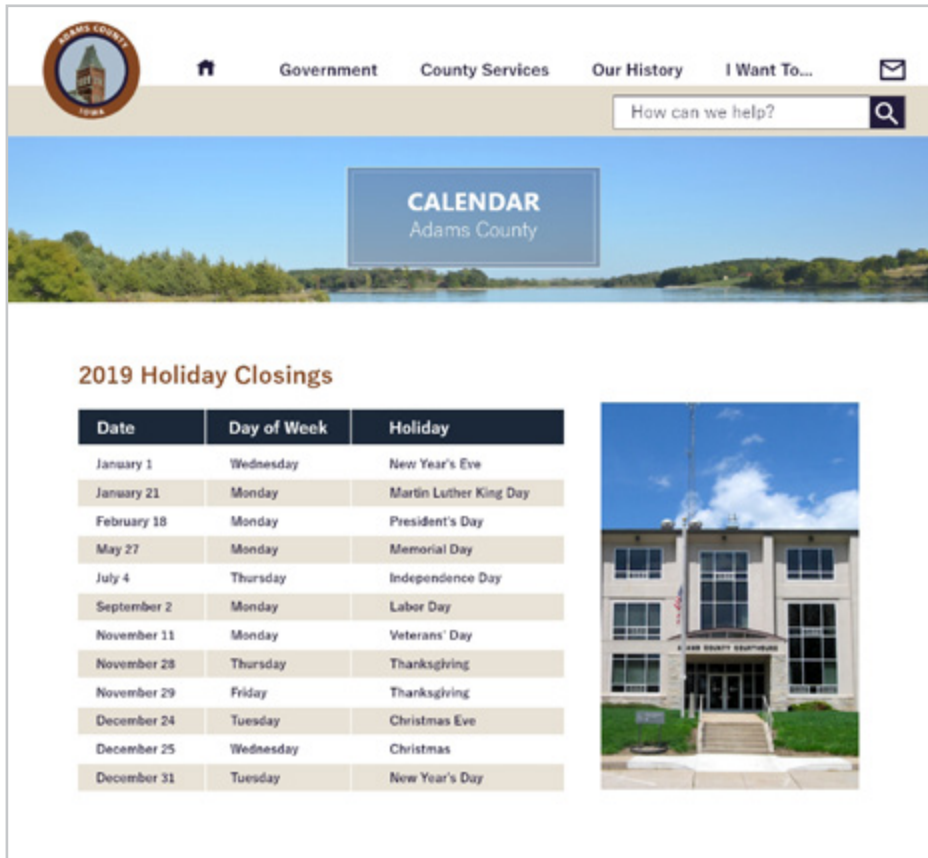 ADAMS COUNTY
IOWA
Government County Services Our History I Want To...
How can we help?
CALENDAR
Adams County
2019 Holiday Closings
Date Day of Week Holiday
January 1 Wednesday New Year's Eve
January 21 Monday Martin Luther King Day
February 18 Monday President's Day
May 27 Monday Memorial Day
July 4 Thursday Independence Day
September 2 Monday Labor Day
November 11 Monday Veterans' Day
November 28 Thursday Thanksgiving
November 29 Friday Thanksgiving
December 24 Tuesday Christmas Eve
December 25 Wednesday Christmas
December 31 Tuesday New Year's Day
COUNTY COURTHOUSE